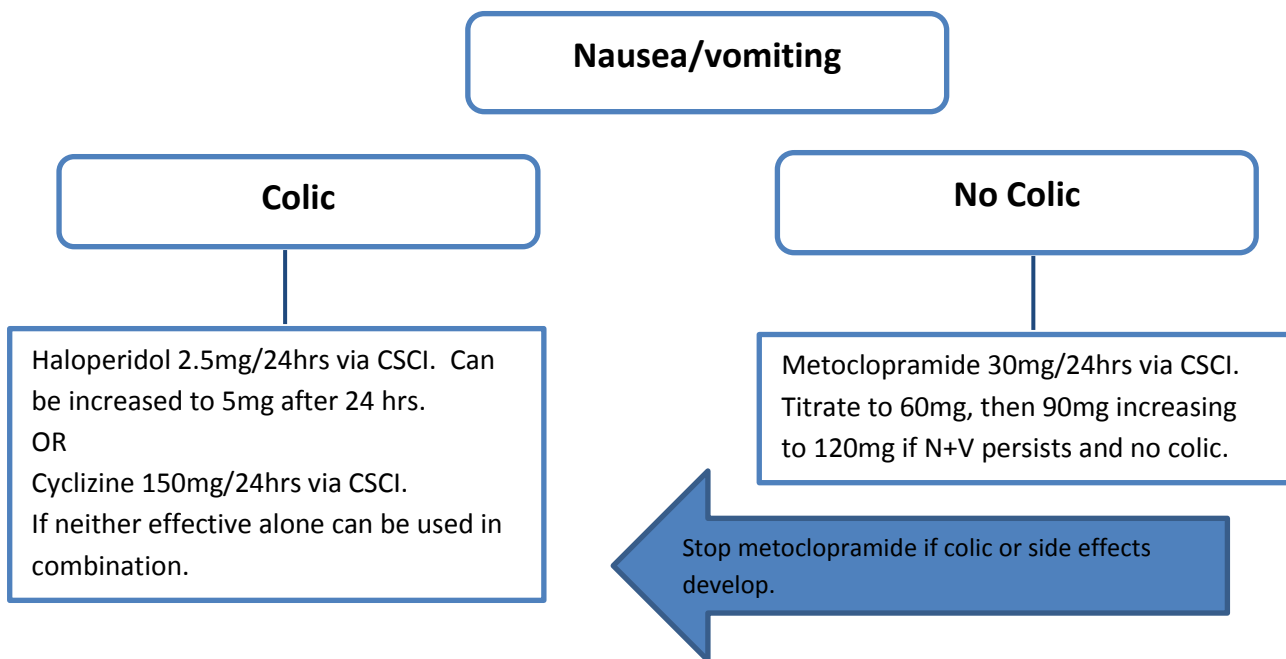 Nausea/vomiting
Colic
No Colic
Haloperidol 2.5mg/24hrs via CSCI.  Can
be increased to 5mg after 24 hrs.
OR
Cyclizine 150mg/24hrs via CSCI.
If neither effective alone can be used in
combination.
Metoclopramide 30mg/24hrs via CSCI.
Titrate to 60mg, then 90mg increasing
to 120mg if N+V persists and no colic.
Stop metoclopramide if colic or side effects
develop.